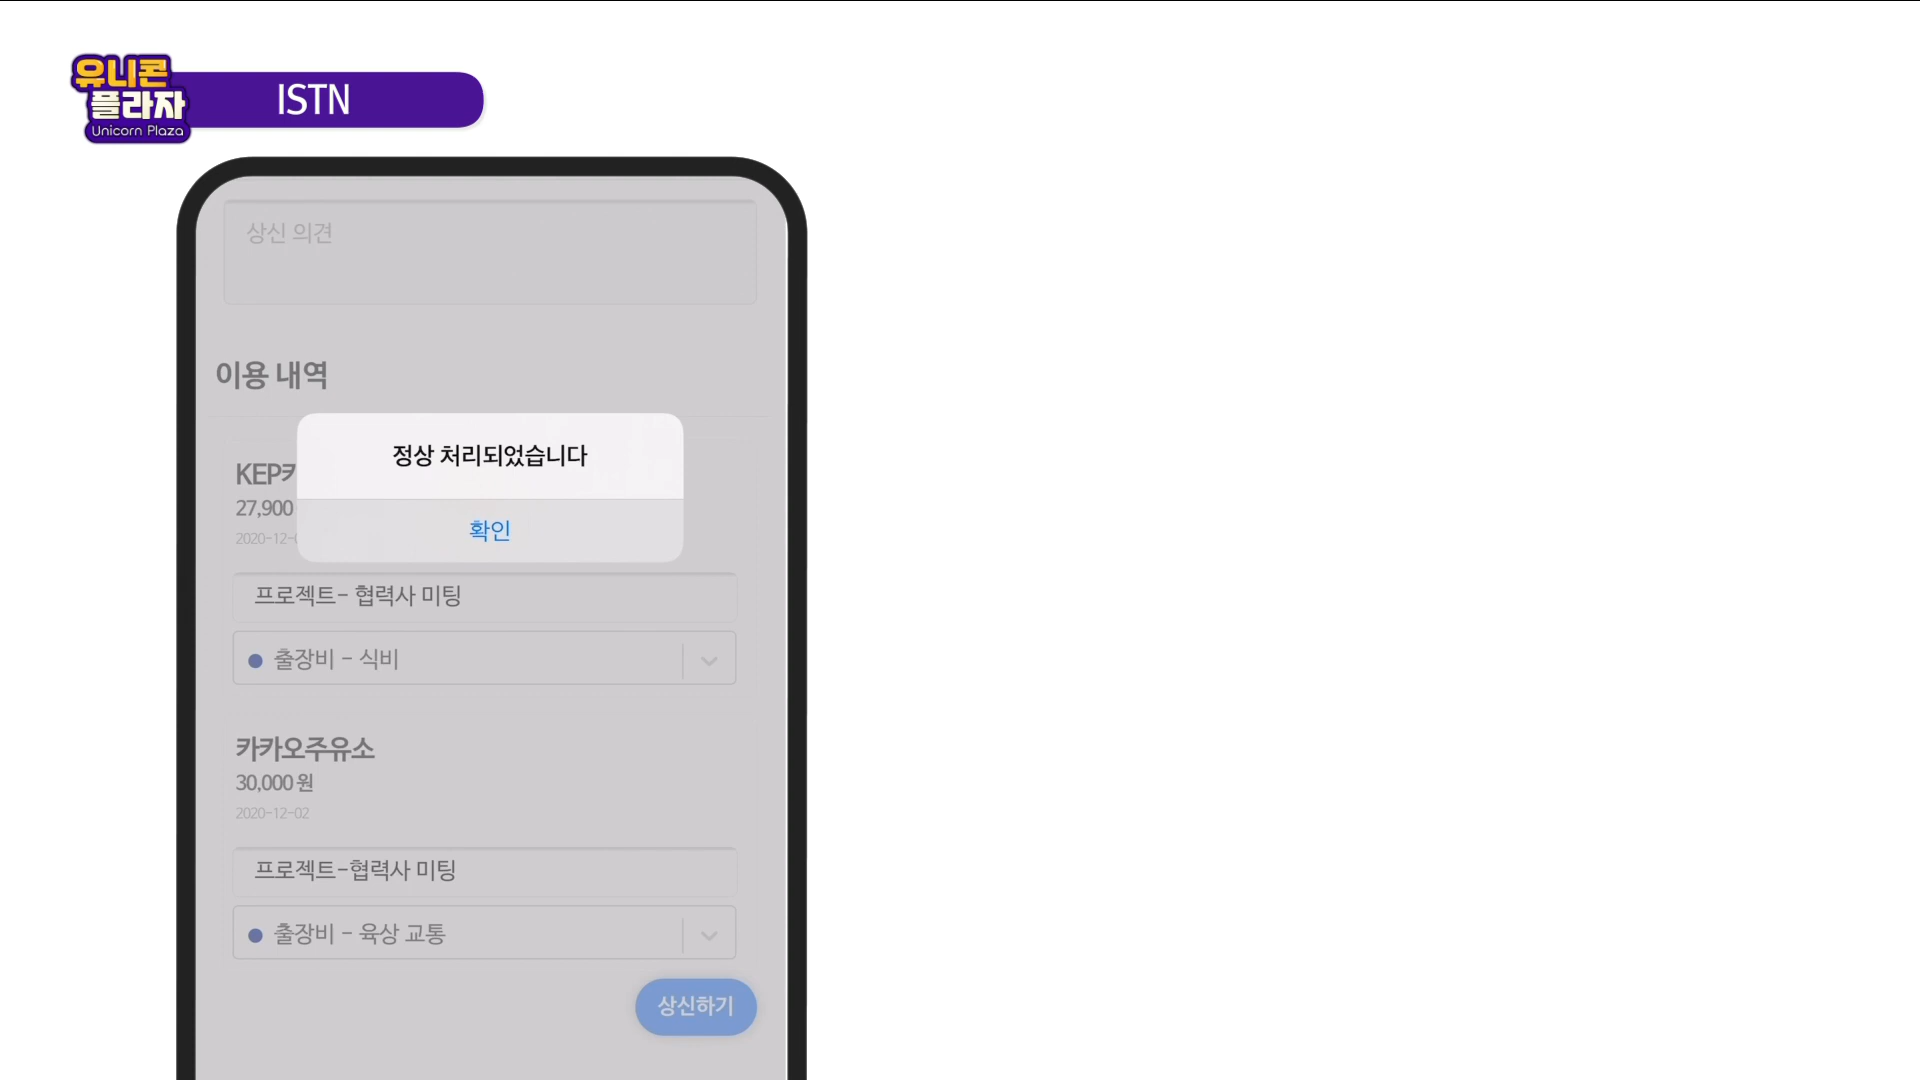 유니콘
플라자
Unicorn Plaza
ISTN
상신 의견
이용 내역
정상 처리되었습니다
확인
27,900
프로젝트- 협력사 미팅
출장비 - 식비
카카오주유소
30,000 원
2020-12-02
프로젝트-협력사 미팅
출장비 - 육상 교통
상신하기